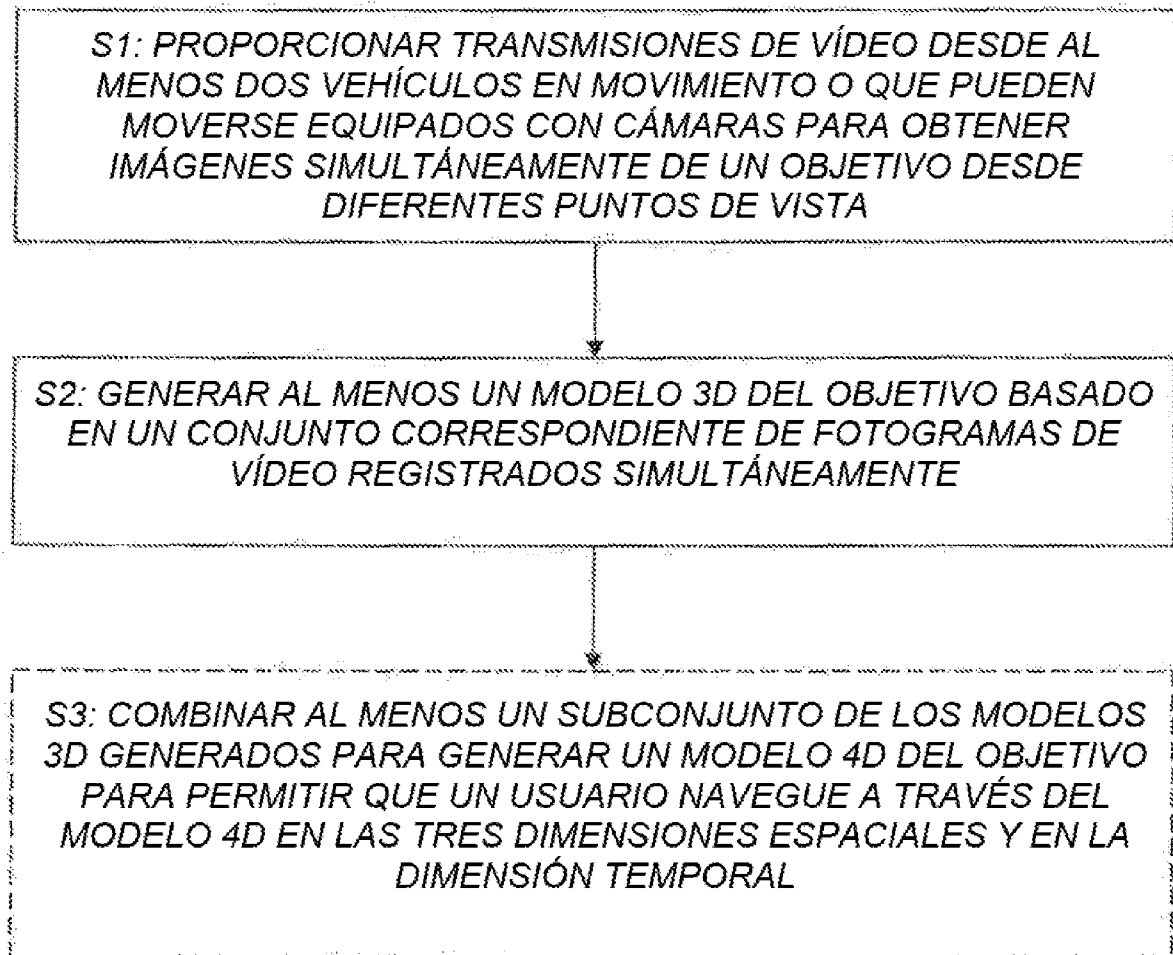 S1: PROPORCIONAR TRANSMISIONES DE VÍDEO DESDE AL
MENOS DOS VEHÍCULOS EN MOVIMIENTO O QUE PUEDEN
MOVERSE EQUIPADOS CON CÁMARAS PARA OBTENER
IMÁGENES SIMULTÁNEAMENTE DE UN OBJETIVO DESDE
DIFERENTES PUNTOS DE VISTA
S2: GENERAR AL MENOS UN MODELO 3D DEL OBJETIVO BASADO
EN UN CONJUNTO CORRESPONDIENTE DE FOTOGRAMAS DE
VÍDEO REGISTRADOS SIMULTÁNEAMENTE
S3: COMBINAR AL MENOS UN SUBCONJUNTO DE LOS MODELOS
3D GENERADOS PARA GENERAR UN MODELO 4D DEL OBJETIVO
PARA PERMITIR QUE UN USUARIO NAVEGUE A TRAVÉS DEL
MODELO 4D EN LAS TRES DIMENSIONES ESPACIALES Y EN LA
DIMENSIÓN TEMPORAL